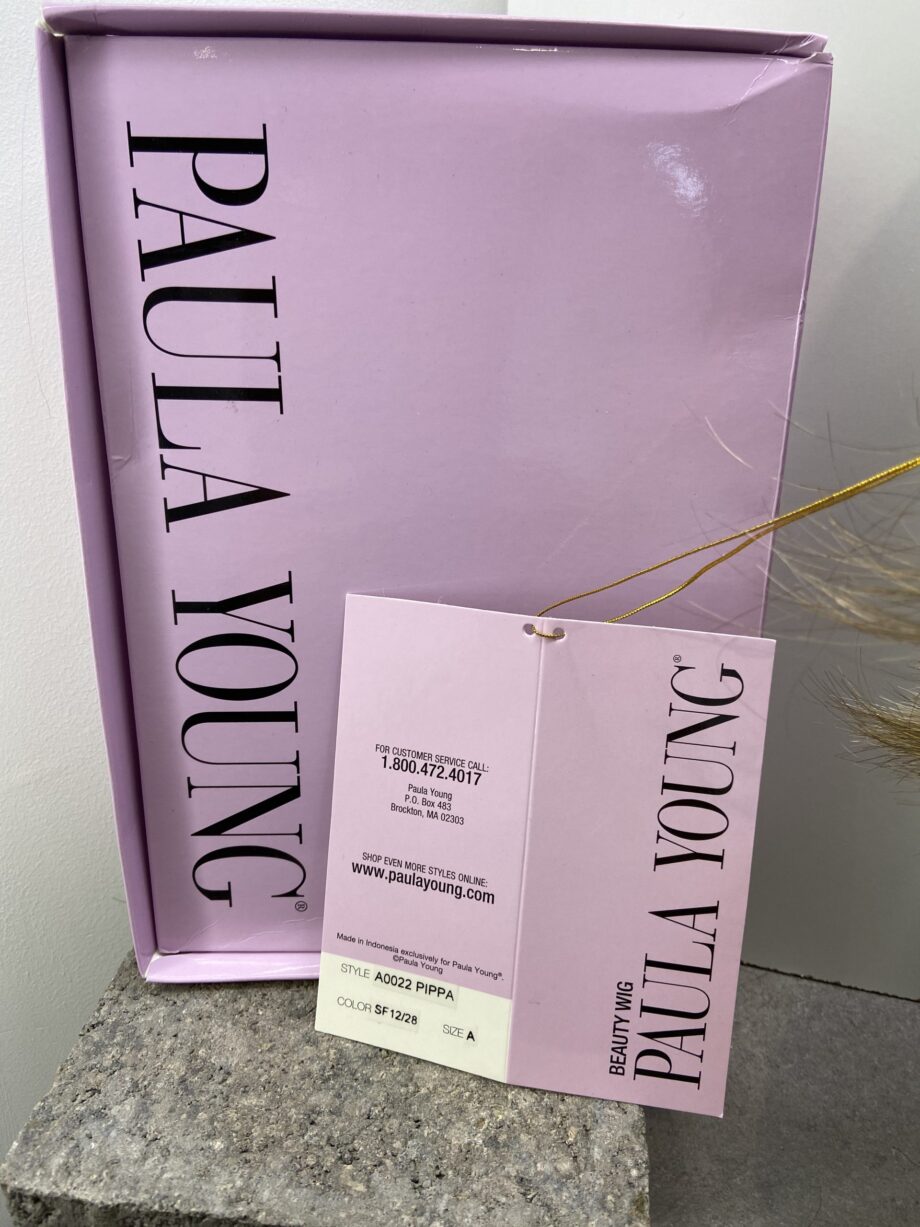 PAULA YOUNG®
FOR CUSTOMER SERVICE CALL:
1.800.472.4017
Paula Young
P.O. Box 483
Brockton, MA 02303
SHOP EVEN MORE STYLES ONLINE:
www.paulayoung.com
Made in Indonesia exclusively for Paula Young®.
©Paula Young
STYLE A0022 PIPPA
COLOR SF12/28
SIZE A
BEAUTY WIG
PAULA YOUNG®